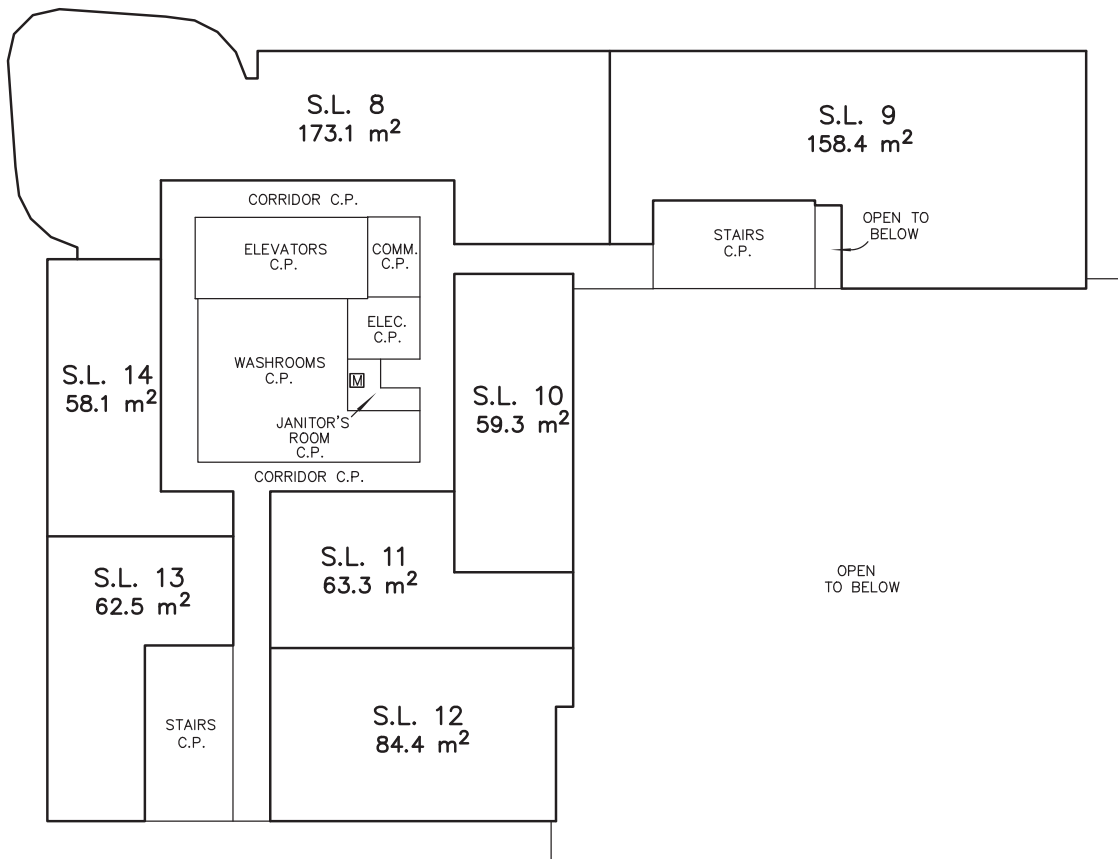 S.L. 8
173.1 m²
S.L. 9
158.4 m²
CORRIDOR C.P.
ELEVATORS
C.P.
COMM.
C.P.
STAIRS
C.P.
OPEN TO
BELOW
ELEC.
C.P.
WASHROOMS
C.P.
M
JANITOR'S
ROOM
C.P.
CORRIDOR C.P.
S.L. 14
58.1 m²
S.L. 10
59.3 m²
S.L. 11
63.3 m²
S.L. 13
62.5 m²
OPEN
TO BELOW
STAIRS
C.P.
S.L. 12
84.4 m²